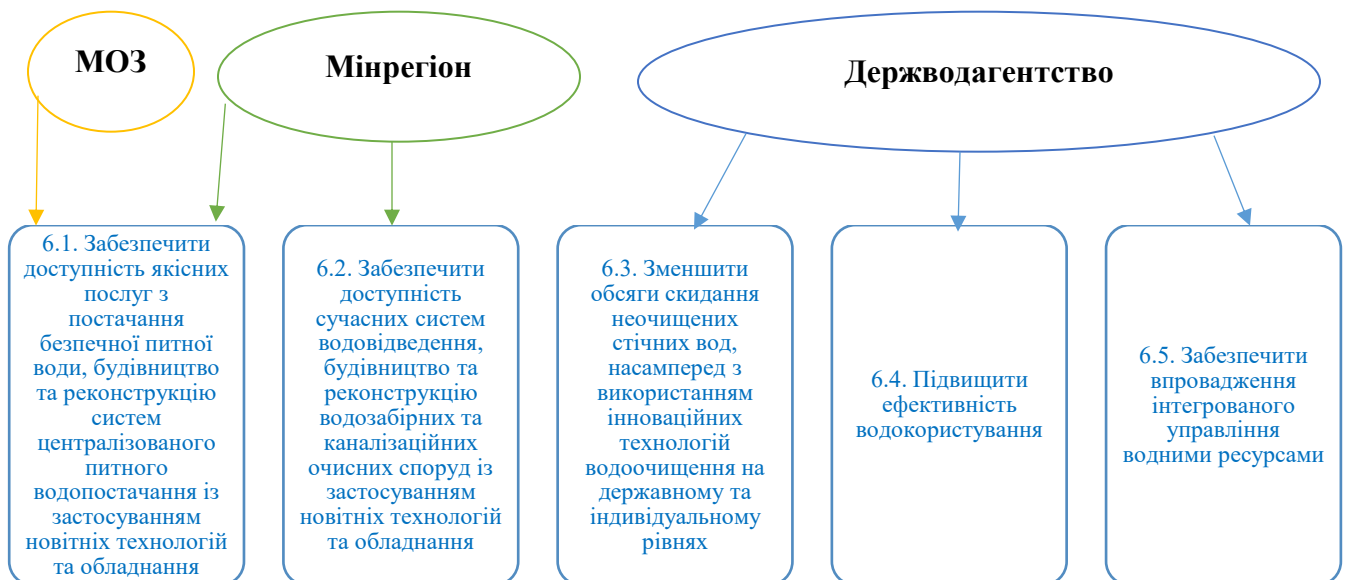 МОЗ
Мінрегіон
Держводагентство
6.1. Забезпечити
доступність якісних
послуг з
постачання
безпечної питної
води, будівництво
та реконструкцію
систем
централізованого
питного
водопостачання із
застосуванням
новітніх технологій
та обладнання
6.2. Забезпечити
доступність
сучасних систем
водовідведення,
будівництво та
реконструкцію
водозабірних та
каналізаційних
очисних споруд із
застосуванням
новітніх технологій
та обладнання
6.3. Зменшити
обсяги скидання
неочищених
стічних вод,
насамперед з
використанням
інноваційних
технологій
водоочищення на
державному та
індивідуальному
рівнях
6.4. Підвищити
ефективність
водокористування
6.5. Забезпечити
впровадження
інтегрованого
управління
водними ресурсами